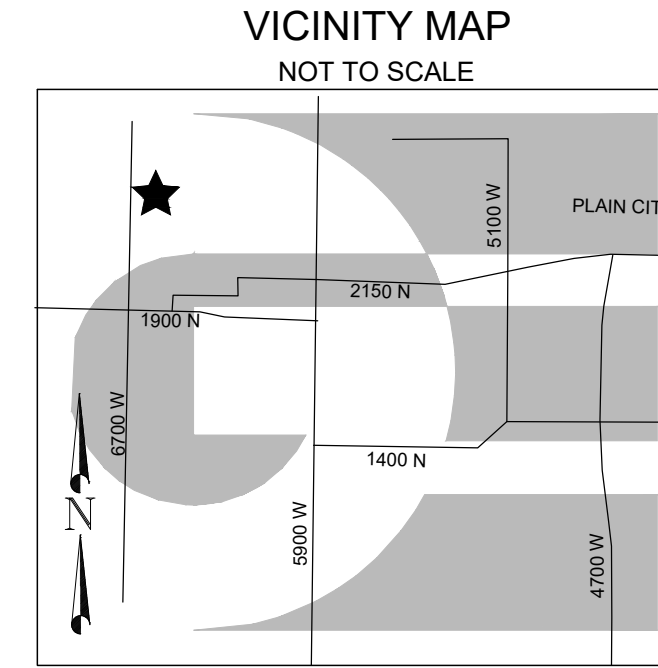 VICINITY MAP
NOT TO SCALE
5100 W
PLAIN CIT
2150 N
1900 N
6700 W
1400 N
N
5900 W
4700 W